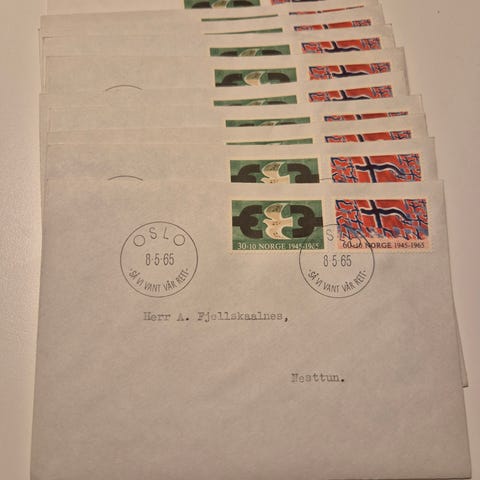 30+10 NORGE 1945-1965
60+10 NORGE 1945-1965
OSLO
8·5·65
SÅ VI VANT VÅR RETT
OSLO
8·5·65
SÅ VI VANT VÅR RETT
Herr A. Fjellskaalnes,
Nesttun.